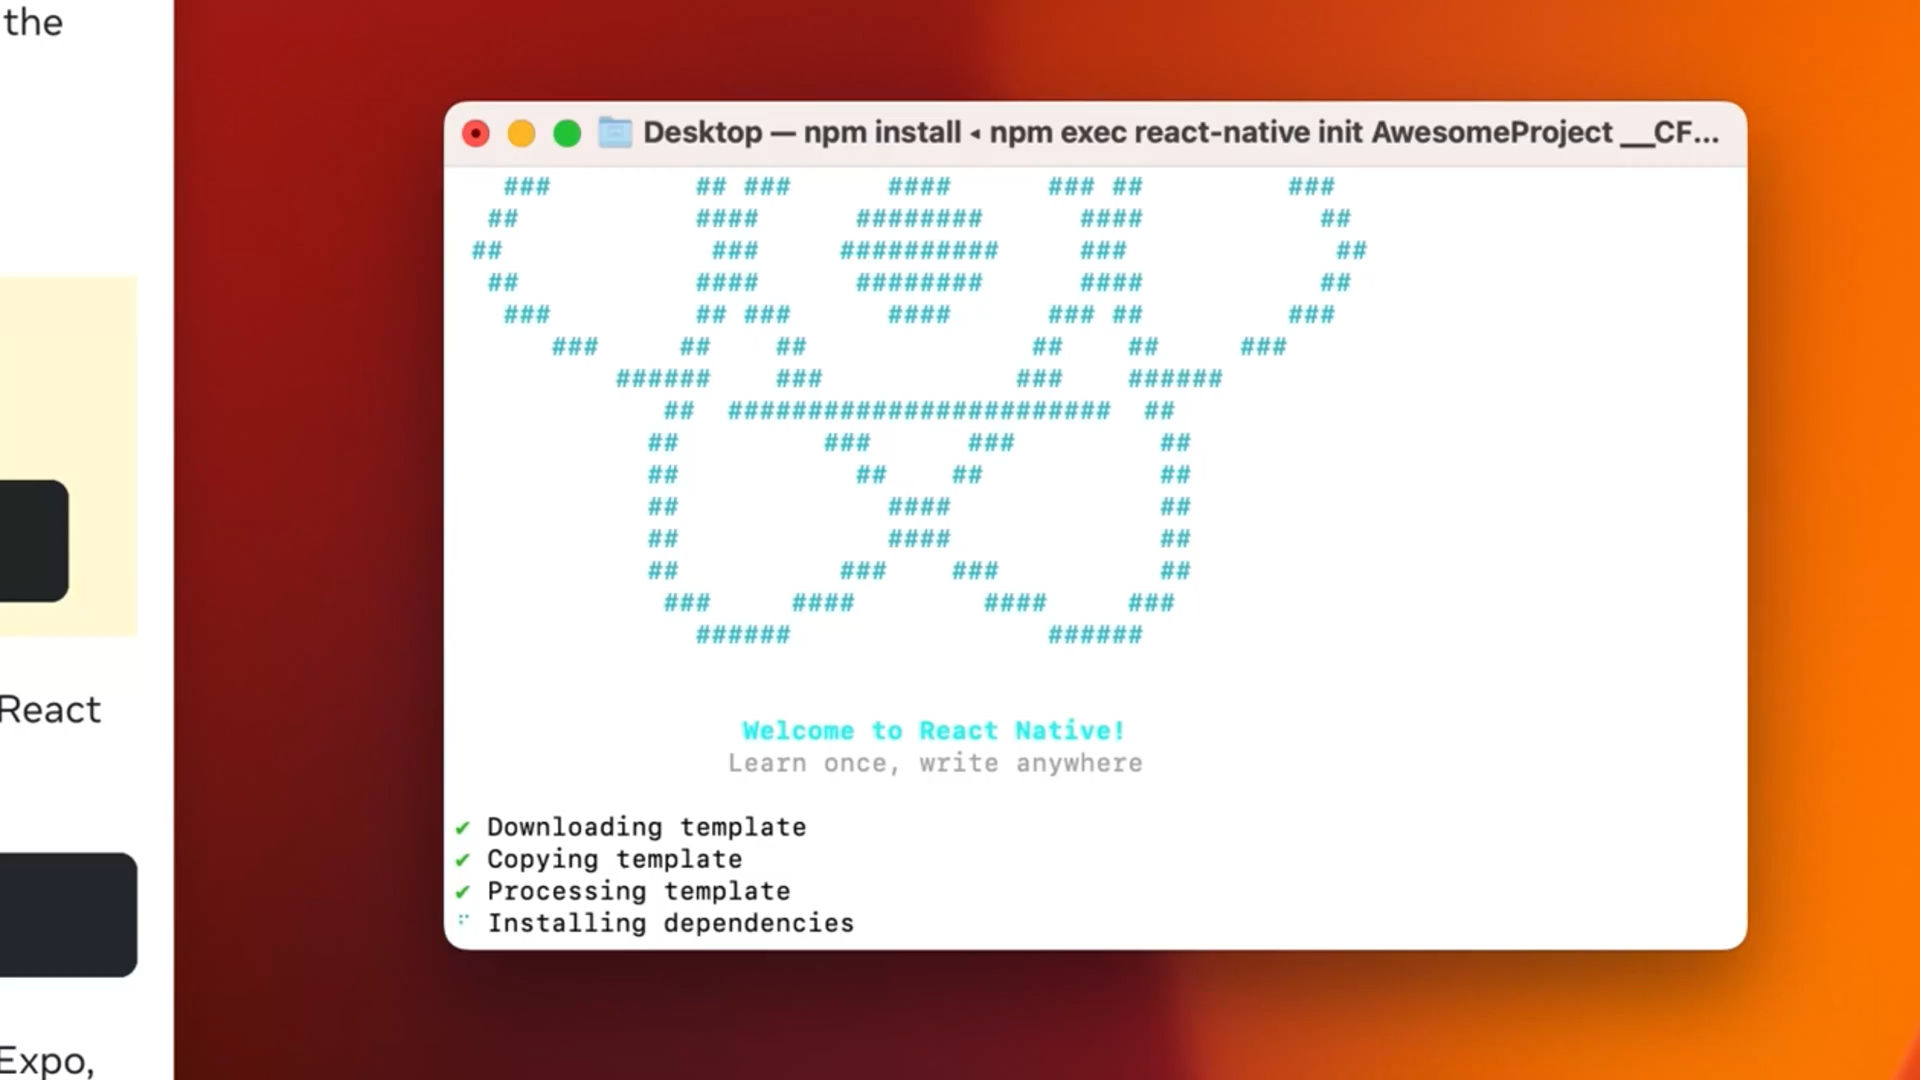 the
React
Expo,
Desktop — npm install ◂ npm exec react-native init AwesomeProject __CF...
### ## ### #### ### ## ###
## #### ######## #### ##
## ### ########## ### ##
## #### ######## #### ##
### ## ### #### ### ## ###
### ## ## ## ## ###
###### ### ### ######
## ######################## ##
## ### ### ##
## ## ## ##
## #### ##
## #### ##
## ### ### ##
### #### #### ###
###### ######
Welcome to React Native!
Learn once, write anywhere
✔ Downloading template
✔ Copying template
✔ Processing template
⠋ Installing dependencies